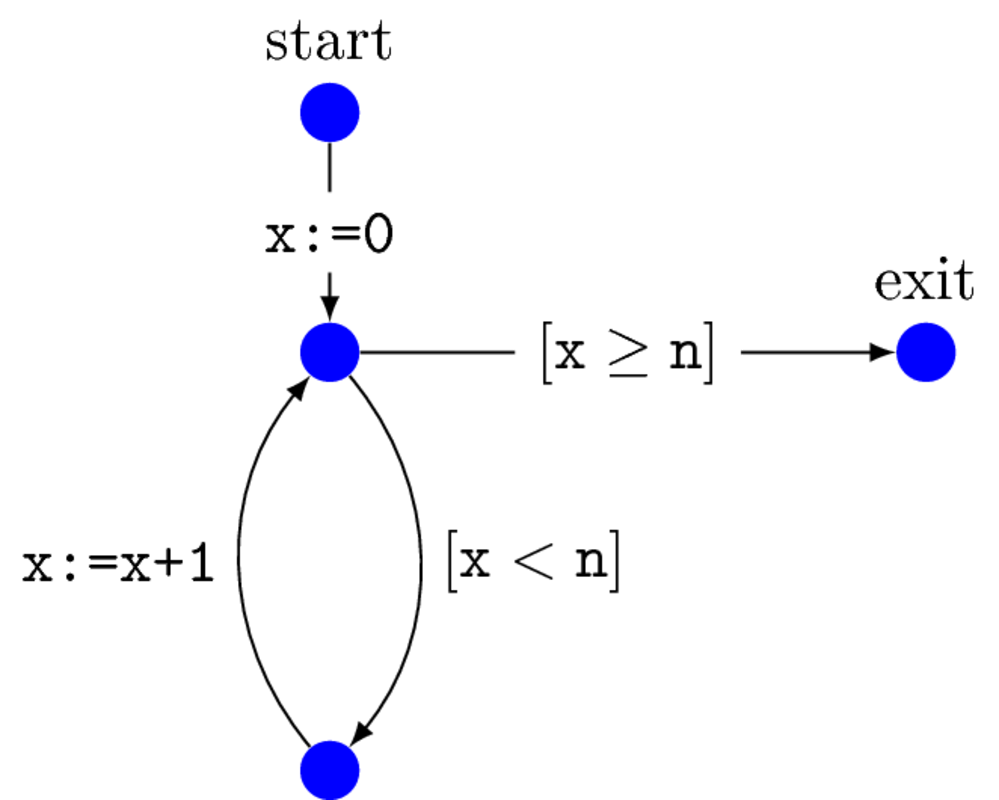 start
x:=0
exit
[x ≥ n]
x:=x+1
[x < n]